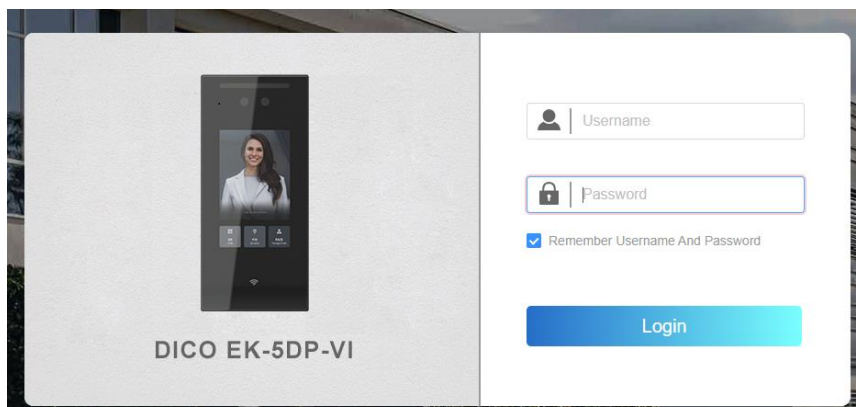 DICO EK-5DP-VI
Username
Password
Remember Username And Password
Login